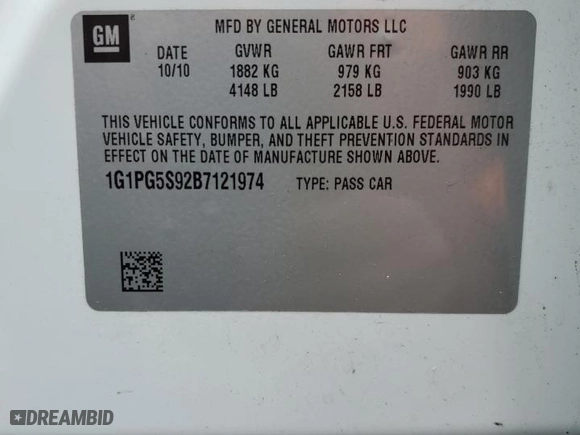 GM
MFD BY GENERAL MOTORS LLC
DATE GVWR GAWR FRT GAWR RR
10/10 1882 KG 979 KG 903 KG
4148 LB 2158 LB 1990 LB
THIS VEHICLE CONFORMS TO ALL APPLICABLE U.S. FEDERAL MOTOR
VEHICLE SAFETY, BUMPER, AND THEFT PREVENTION STANDARDS IN
EFFECT ON THE DATE OF MANUFACTURE SHOWN ABOVE.
1G1PG5S92B7121974 TYPE: PASS CAR
DREAMBID